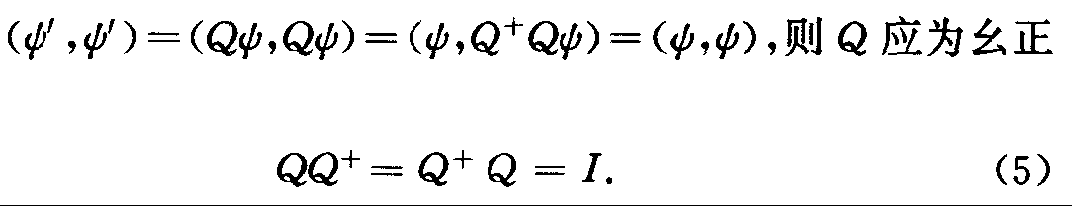 (ψ′,ψ′)=(Qψ,Qψ)=(ψ,Q⁺Qψ)=(ψ,ψ),则 Q 应为幺正
QQ⁺ = Q⁺ Q = I. (5)